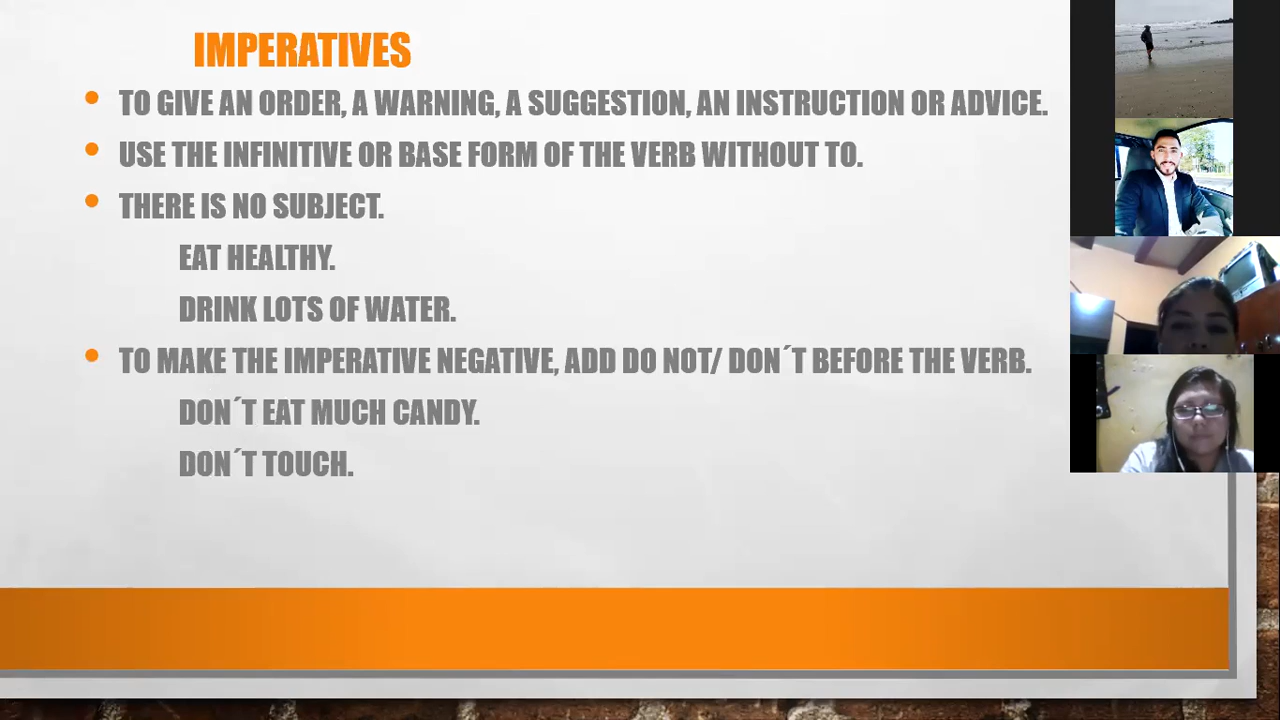 IMPERATIVES
TO GIVE AN ORDER, A WARNING, A SUGGESTION, AN INSTRUCTION OR ADVICE.
USE THE INFINITIVE OR BASE FORM OF THE VERB WITHOUT TO.
THERE IS NO SUBJECT.
EAT HEALTHY.
DRINK LOTS OF WATER.
TO MAKE THE IMPERATIVE NEGATIVE, ADD DO NOT/ DON´T BEFORE THE VERB.
DON´T EAT MUCH CANDY.
DON´T TOUCH.